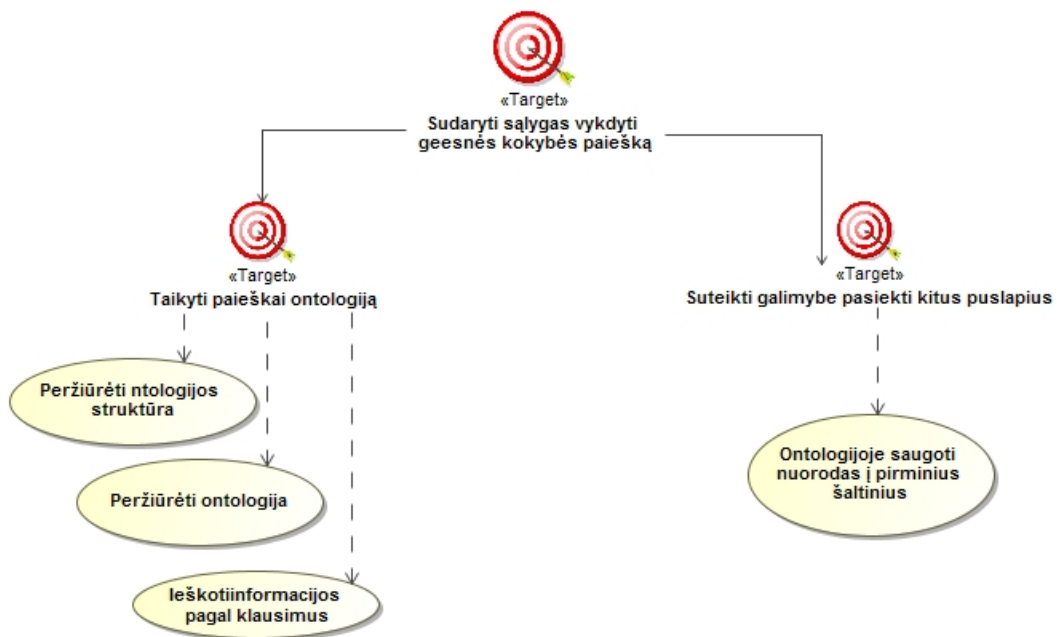 «Target»
Sudaryti sąlygas vykdyti
geesnės kokybės paiešką
«Target»
Taikyti paieškai ontologiją
«Target»
Suteikti galimybe pasiekti kitus puslapius
Peržiūrėti ntologijos
struktūra
Peržiūrėti ontologija
Ieškotiinformacijos
pagal klausimus
Ontologijoje saugoti
nuorodas į pirminius
šaltinius